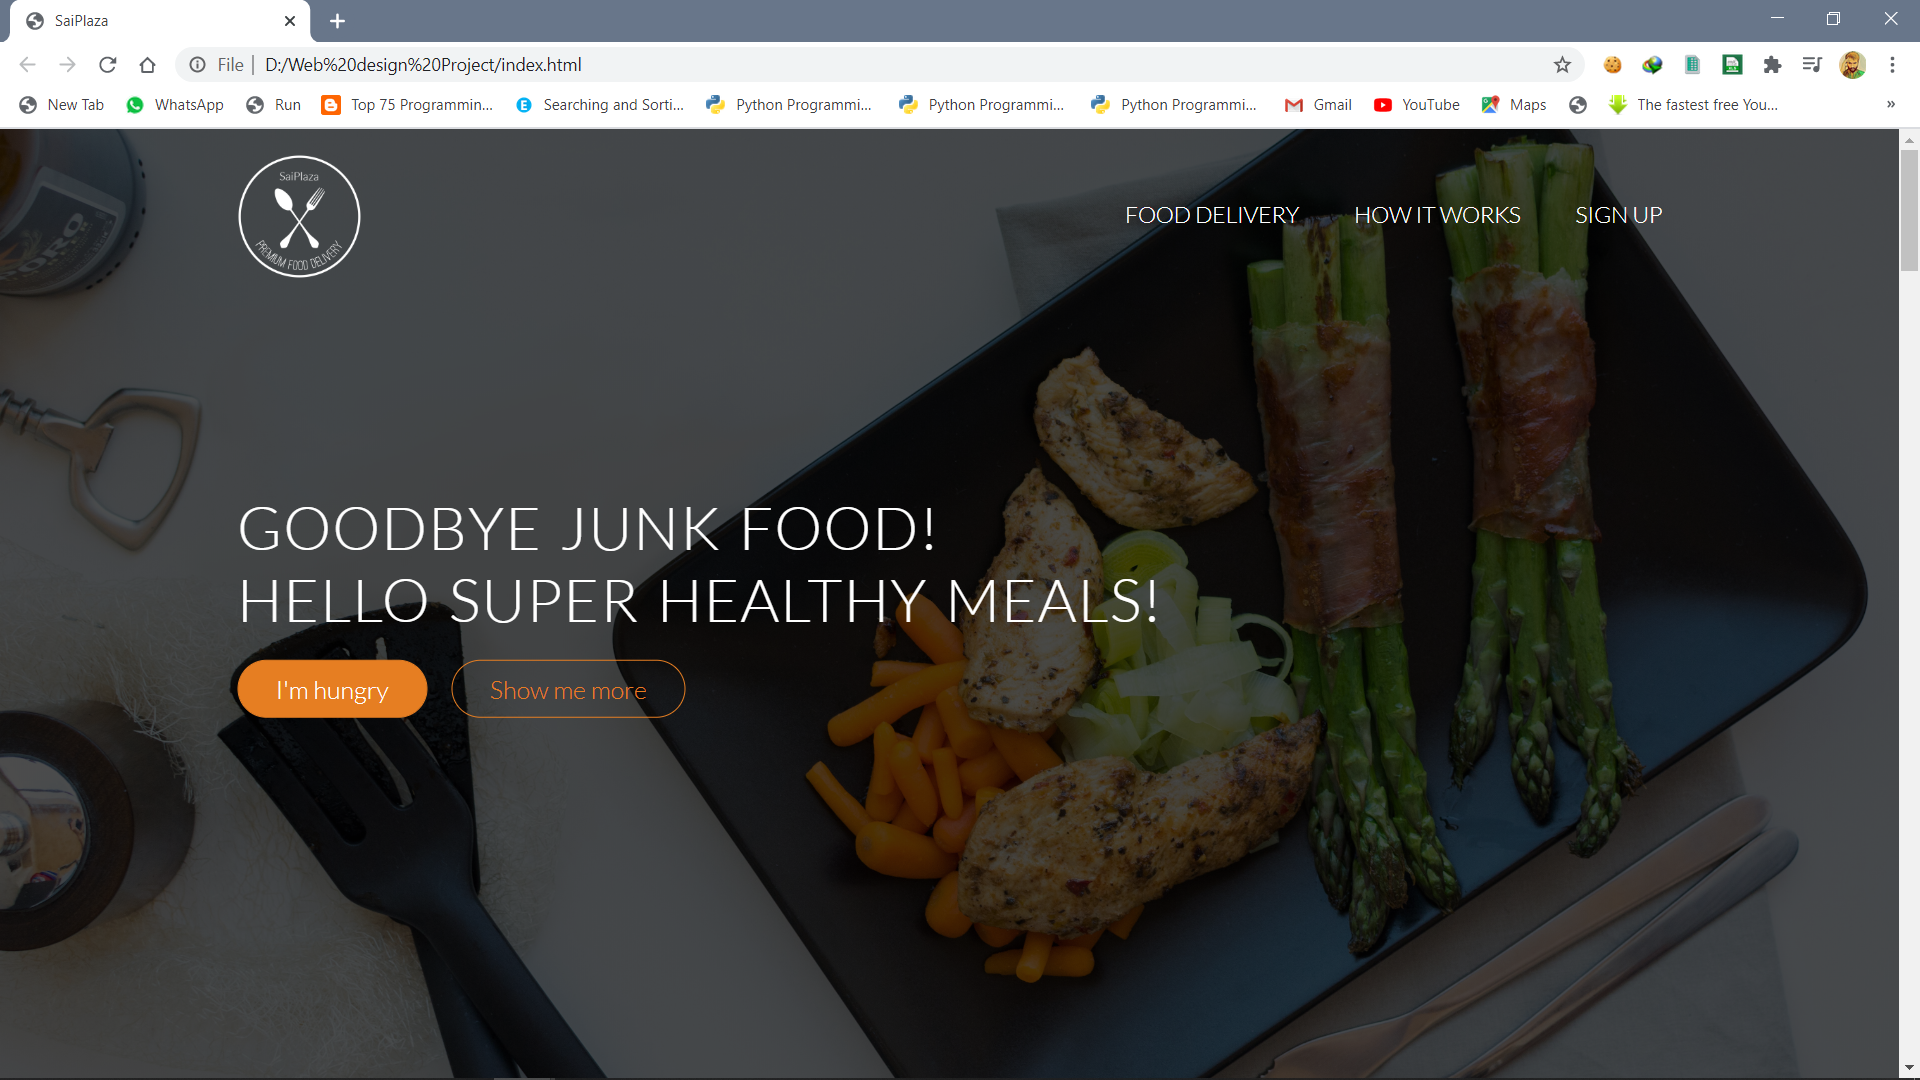 SaiPlaza
File
D:/Web%20design%20Project/index.html
New Tab
WhatsApp
Run
Top 75 Programmin...
Searching and Sorti...
Python Programmi...
Python Programmi...
Python Programmi...
Gmail
YouTube
Maps
The fastest free You...
»
SaiPlaza
PREMIUM FOOD DELIVERY
FOOD DELIVERY
HOW IT WORKS
SIGN UP
ORO
GOODBYE JUNK FOOD!
HELLO SUPER HEALTHY MEALS!
I'm hungry
Show me more